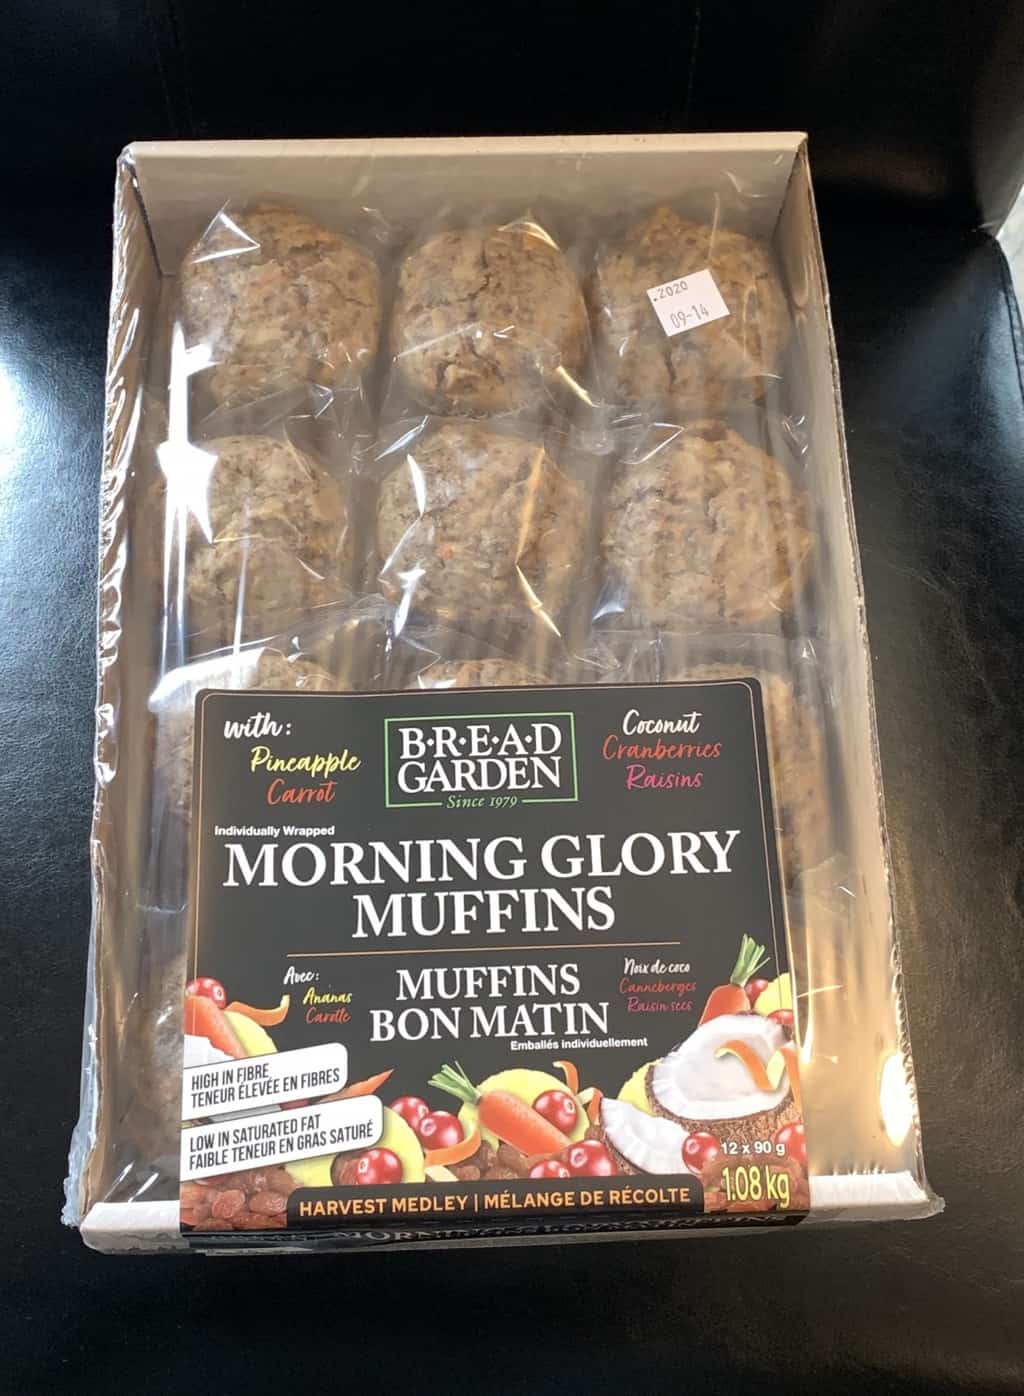 .2020
09-14
with:
Pineapple
Carrot
B·R·E·A·D
GARDEN
Since 1979
Coconut
Cranberries
Raisins
Individually Wrapped
MORNING GLORY
MUFFINS
Avec:
Ananas
Carotte
MUFFINS
BON MATIN
Emballés individuellement
Noix de coco
Canneberges
Raisin secs
HIGH IN FIBRE
TENEUR ÉLEVÉE EN FIBRES
LOW IN SATURATED FAT
FAIBLE TENEUR EN GRAS SATURÉ
12 x 90 g
1.08 kg
HARVEST MEDLEY | MÉLANGE DE RÉCOLTE